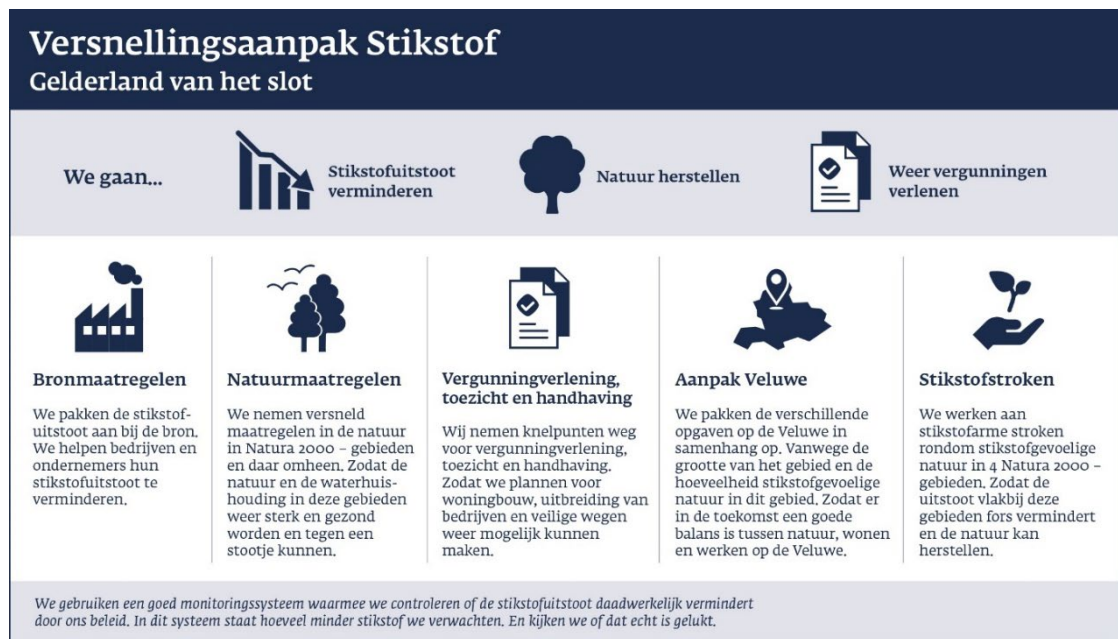 Versnellingsaanpak Stikstof
Gelderland van het slot
We gaan...
Stikstofuitstoot
verminderen
Natuur herstellen
Weer vergunningen
verlenen
Bronmaatregelen
We pakken de stikstof-
uitstoot aan bij de bron.
We helpen bedrijven en
ondernemers hun
stikstofuitstoot te
verminderen.
Natuurmaatregelen
We nemen versneld
maatregelen in de natuur
in Natura 2000 – gebieden
en daar omheen. Zodat de
natuur en de waterhuis-
houding in deze gebieden
weer sterk en gezond
worden en tegen een
stootje kunnen.
Vergunningverlening,
toezicht en handhaving
Wij nemen knelpunten weg
voor vergunningverlening,
toezicht en handhaving.
Zodat we plannen voor
woningbouw, uitbreiding van
bedrijven en veilige wegen
weer mogelijk kunnen
maken.
Aanpak Veluwe
We pakken de verschillende
opgaven op de Veluwe in
samenhang op. Vanwege de
grootte van het gebied en de
hoeveelheid stikstofgevoelige
natuur in dit gebied. Zodat er
in de toekomst een goede
balans is tussen natuur, wonen
en werken op de Veluwe.
Stikstofstroken
We werken aan
stikstofarme stroken
rondom stikstofgevoelige
natuur in 4 Natura 2000 –
gebieden. Zodat de
uitstoot vlakbij deze
gebieden fors vermindert
en de natuur kan
herstellen.
We gebruiken een goed monitoringssysteem waarmee we controleren of de stikstofuitstoot daadwerkelijk vermindert
door ons beleid. In dit systeem staat hoeveel minder stikstof we verwachten. En kijken we of dat echt is gelukt.